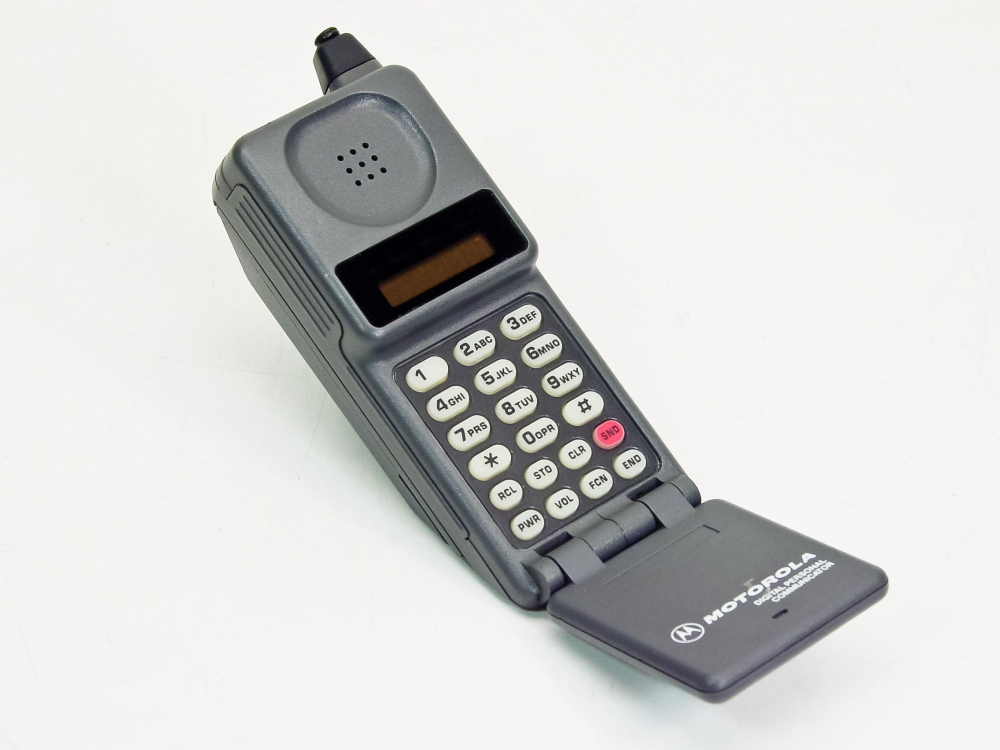 1 2ABC 3DEF
4GHI 5JKL 6MNO
7PRS 8TUV 9WXY
* 0OPR #
RCL STO CLR SND
PWR VOL FCN END
MOTOROLA
DIGITAL PERSONAL
COMMUNICATOR